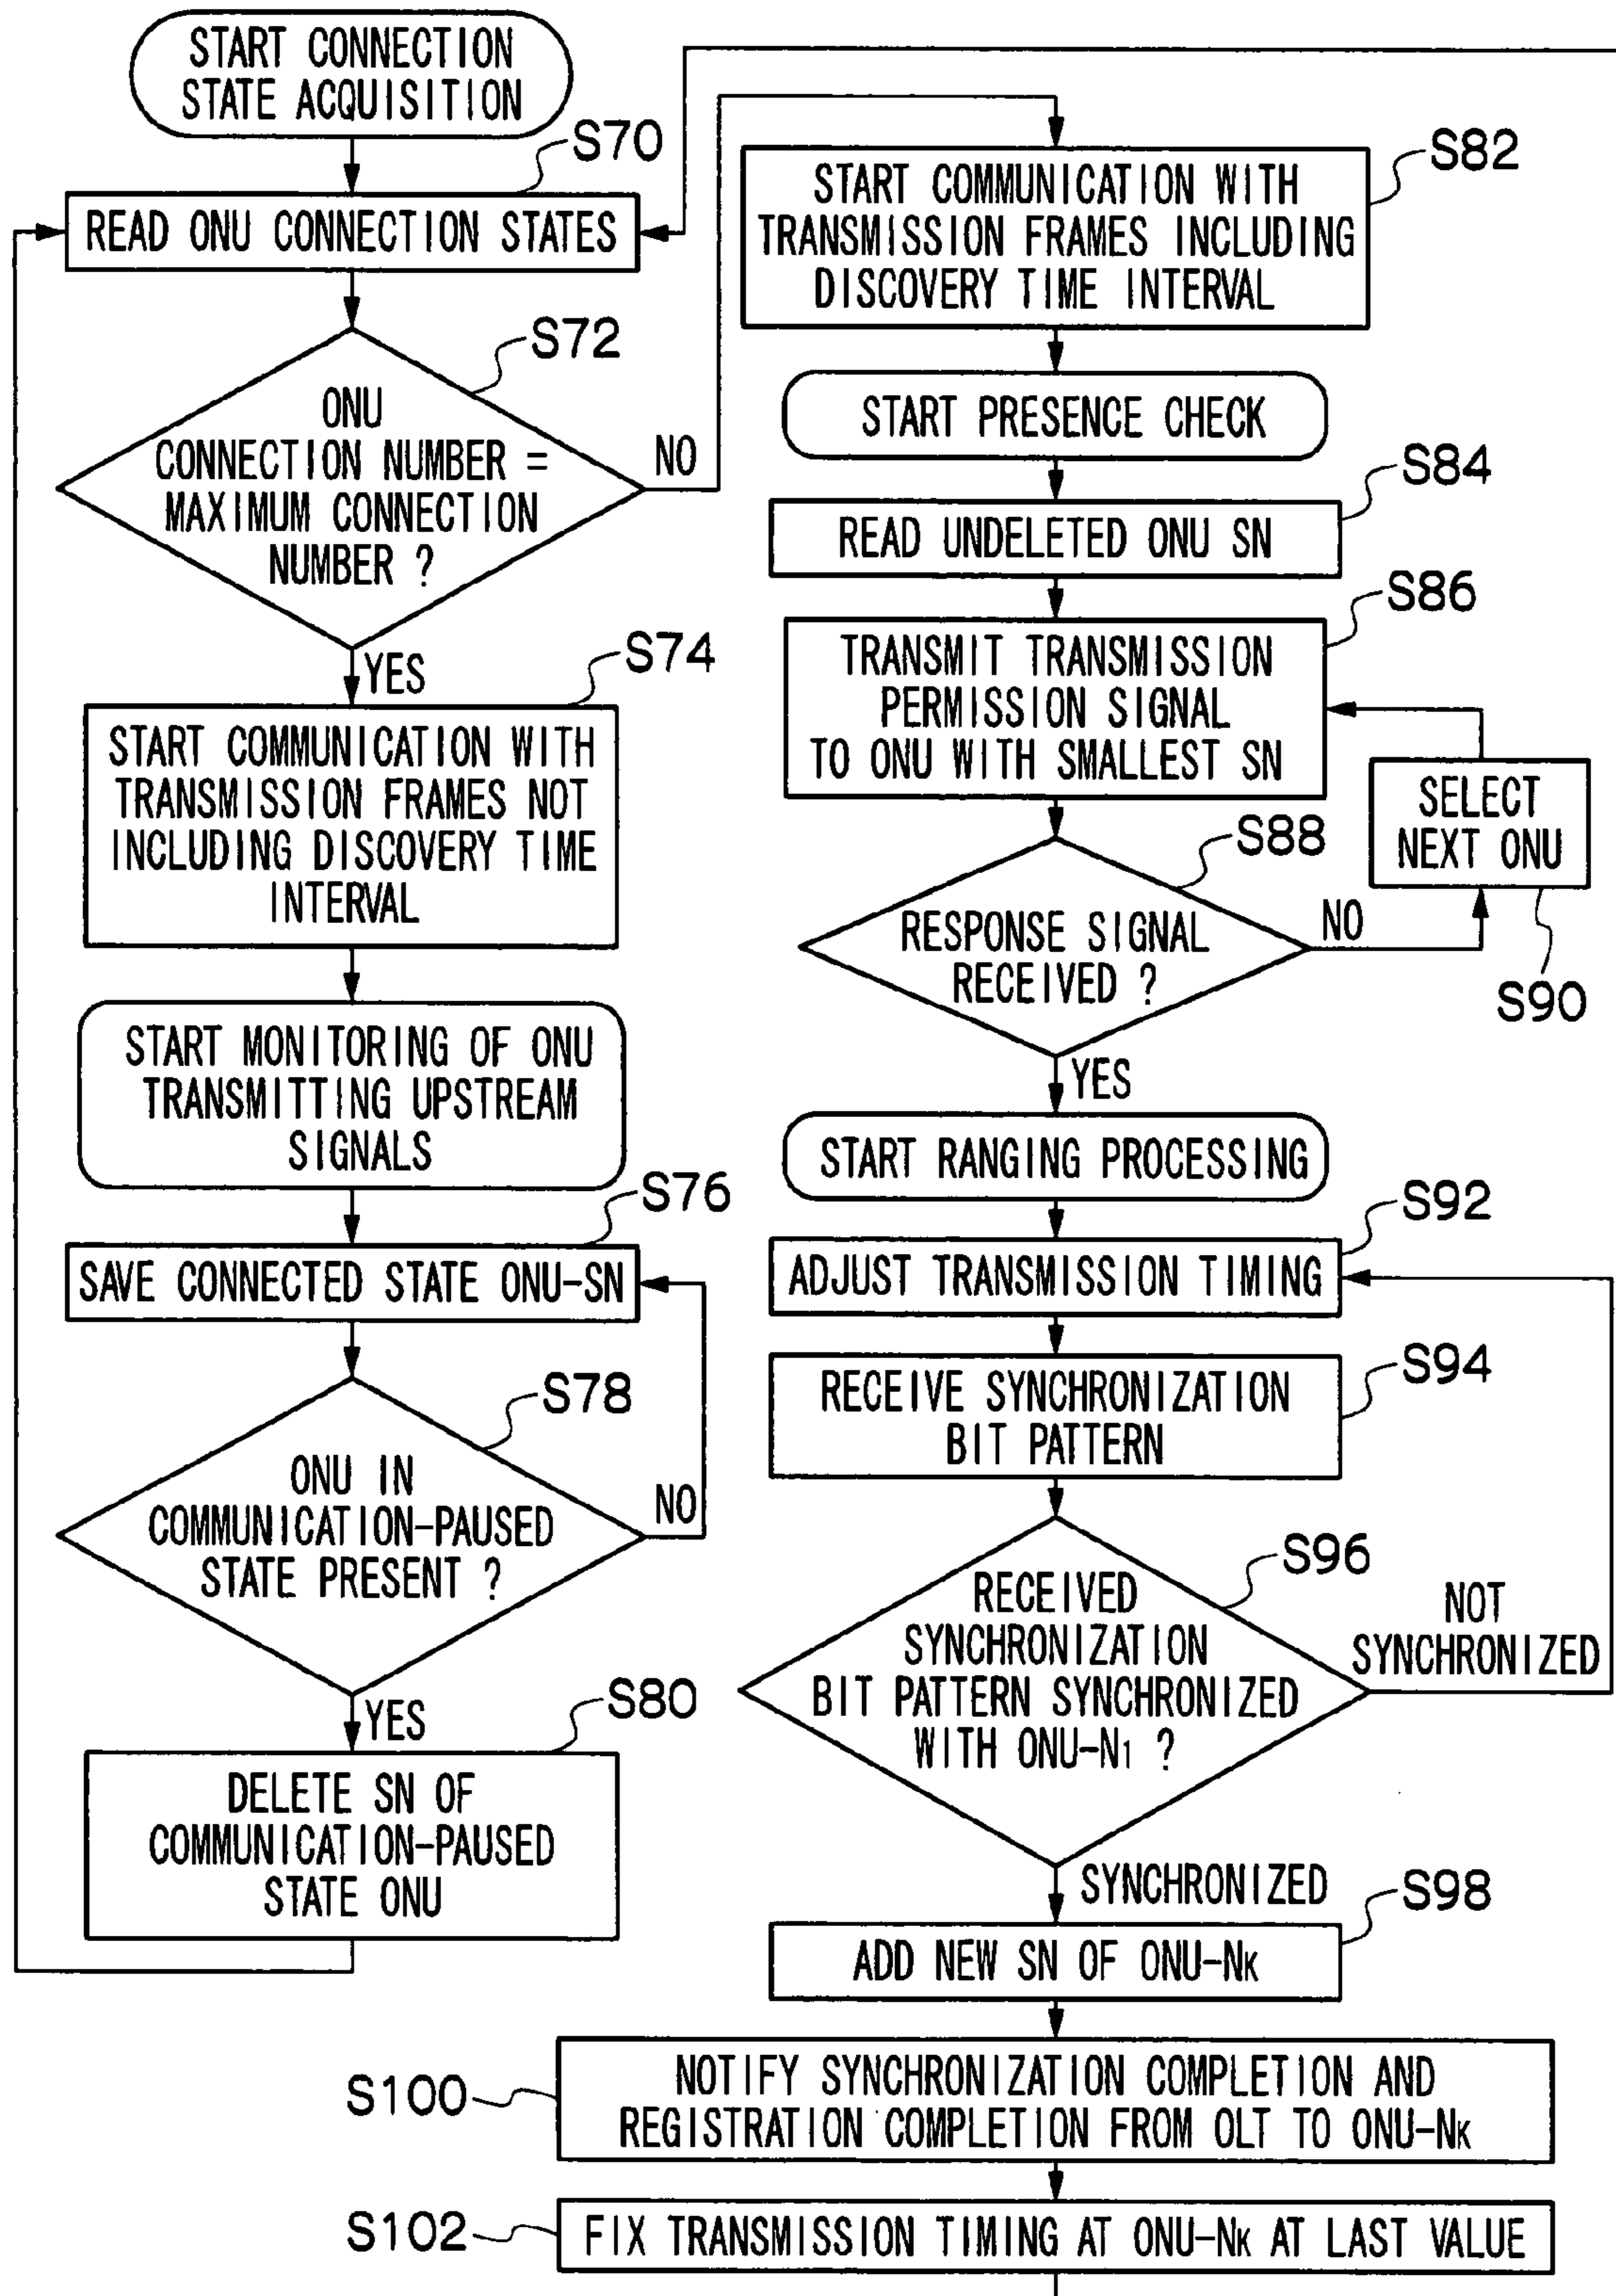 START CONNECTION
STATE ACQUISITION
S70
READ ONU CONNECTION STATES
S72
ONU
CONNECTION NUMBER =
MAXIMUM CONNECTION
NUMBER ?
NO
YES
S74
START COMMUNICATION WITH
TRANSMISSION FRAMES NOT
INCLUDING DISCOVERY TIME
INTERVAL
START MONITORING OF ONU
TRANSMITTING UPSTREAM
SIGNALS
S76
SAVE CONNECTED STATE ONU-SN
S78
ONU IN
COMMUNICATION-PAUSED
STATE PRESENT ?
NO
YES
S80
DELETE SN OF
COMMUNICATION-PAUSED
STATE ONU
S82
START COMMUNICATION WITH
TRANSMISSION FRAMES INCLUDING
DISCOVERY TIME INTERVAL
START PRESENCE CHECK
S84
READ UNDELETED ONU SN
S86
TRANSMIT TRANSMISSION
PERMISSION SIGNAL
TO ONU WITH SMALLEST SN
SELECT
NEXT ONU
S90
S88
RESPONSE SIGNAL
RECEIVED ?
NO
YES
START RANGING PROCESSING
S92
ADJUST TRANSMISSION TIMING
S94
RECEIVE SYNCHRONIZATION
BIT PATTERN
S96
RECEIVED
SYNCHRONIZATION
BIT PATTERN SYNCHRONIZED
WITH ONU-N1 ?
NOT
SYNCHRONIZED
SYNCHRONIZED
S98
ADD NEW SN OF ONU-NK
S100
NOTIFY SYNCHRONIZATION COMPLETION AND
REGISTRATION COMPLETION FROM OLT TO ONU-NK
S102
FIX TRANSMISSION TIMING AT ONU-NK AT LAST VALUE